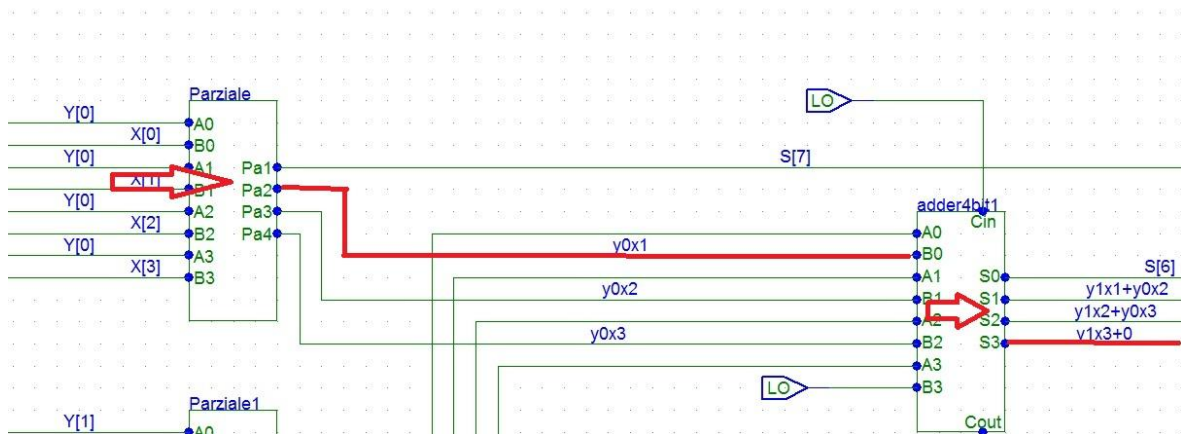 Parziale
Y[0]
A0
X[0]
B0
Y[0]
A1
Pa1
S[7]
X[1]
B1
Pa2
Y[0]
A2
Pa3
X[2]
B2
Pa4
Y[0]
A3
X[3]
B3
LO
adder4bit1
Cin
A0
y0x1
B0
A1
S0
S[6]
y0x2
B1
S1
y1x1+y0x2
A2
S2
y1x2+y0x3
y0x3
B2
S3
y1x3+0
A3
LO
B3
Cout
Parziale1
Y[1]
A0